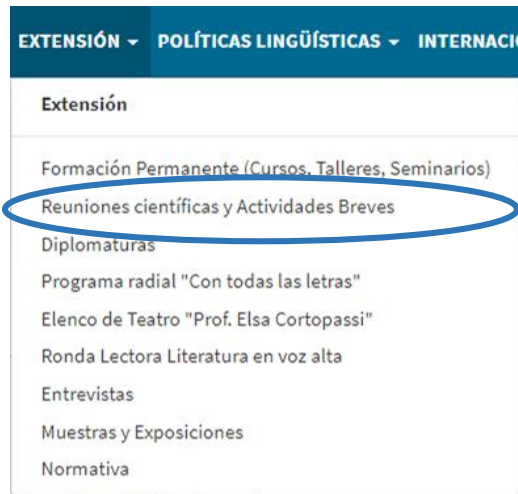 EXTENSIÓN POLÍTICAS LINGÜÍSTICAS INTERNACI
Extensión
Formación Permanente (Cursos, Talleres, Seminarios)
Reuniones científicas y Actividades Breves
Diplomaturas
Programa radial "Con todas las letras"
Elenco de Teatro "Prof. Elsa Cortopassi"
Ronda Lectora Literatura en voz alta
Entrevistas
Muestras y Exposiciones
Normativa